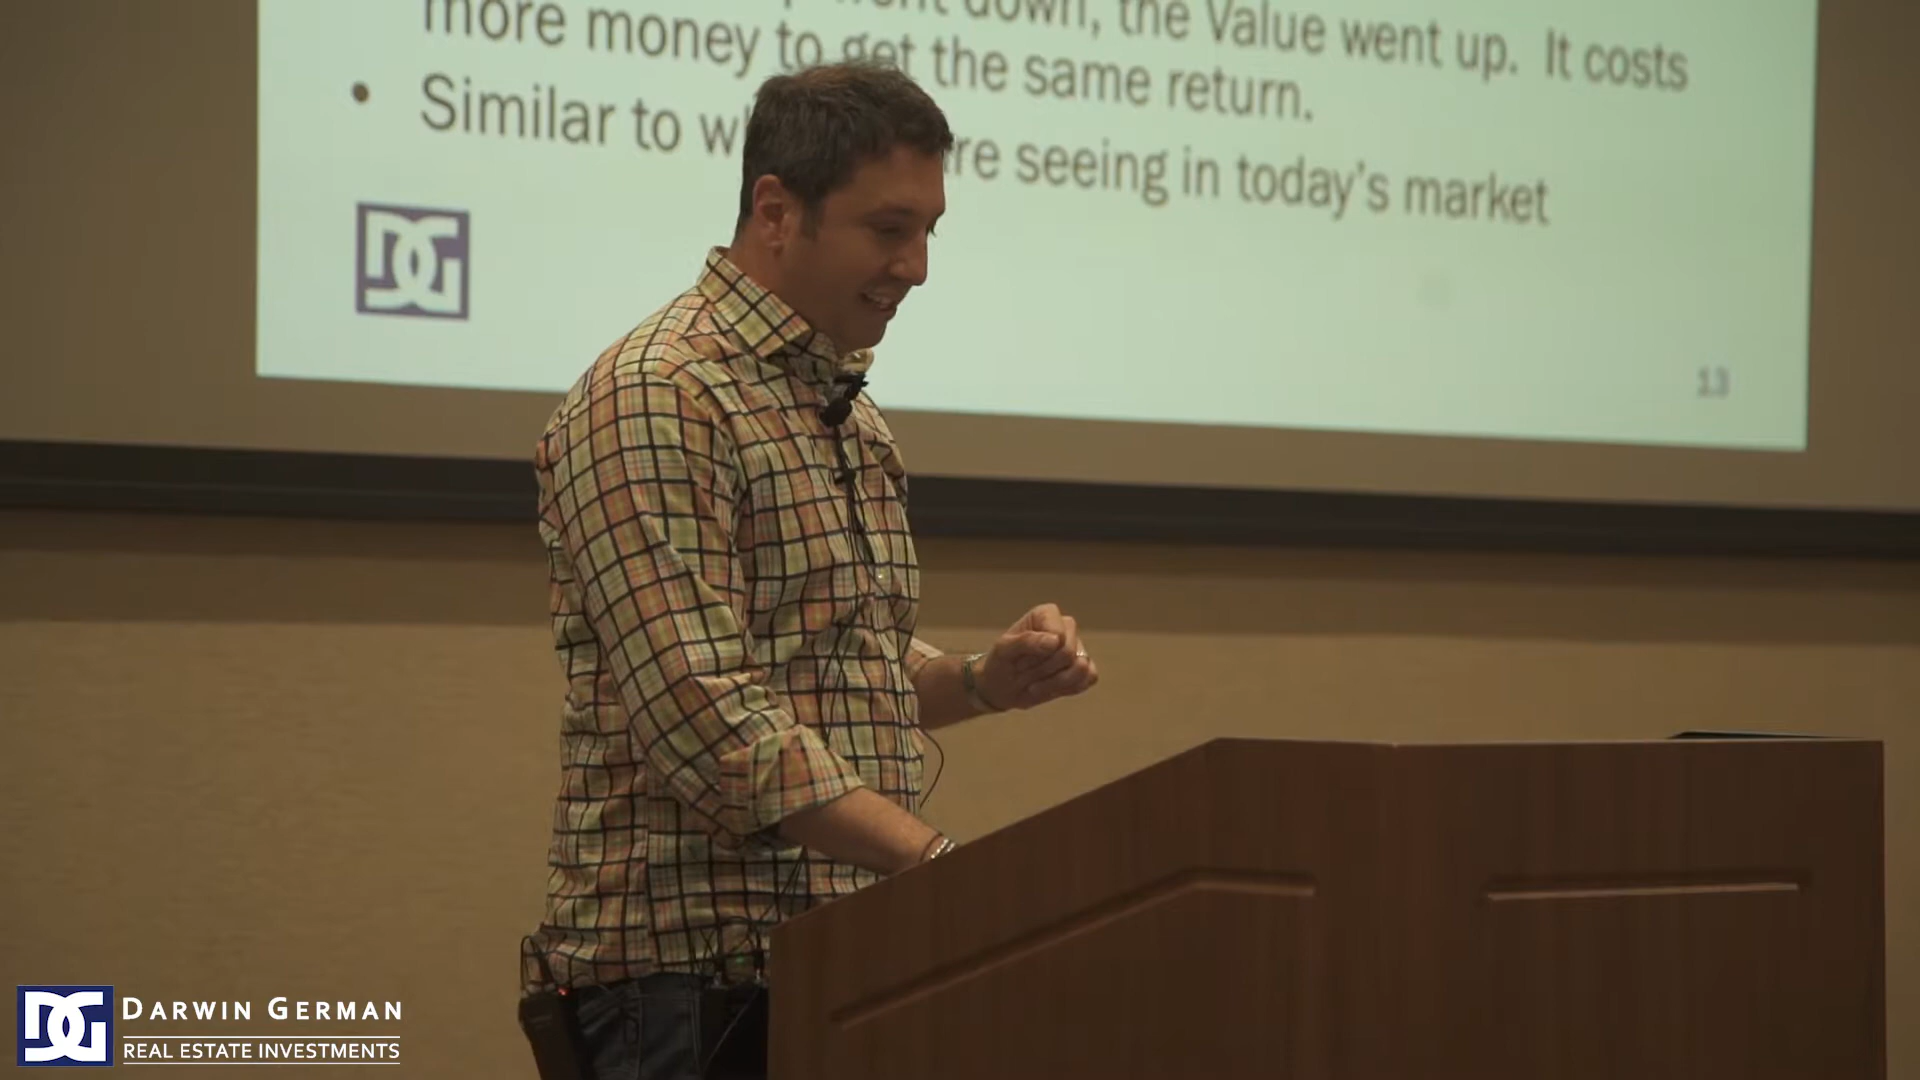 down, the Value went up. It costs
more money to get the same return.
• Similar to we're seeing in today's market
DG
13
DG DARWIN GERMAN
REAL ESTATE INVESTMENTS